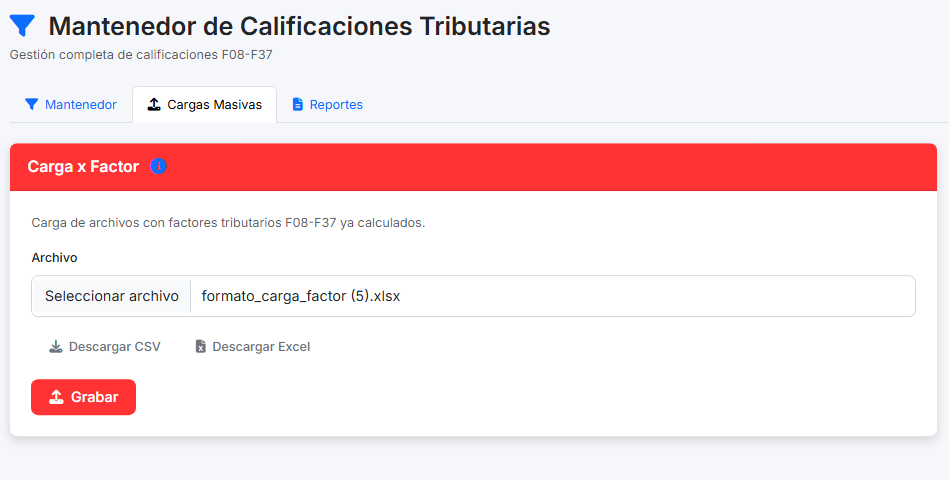 Mantenedor de Calificaciones Tributarias
Gestión completa de calificaciones F08-F37
Mantenedor Cargas Masivas Reportes
Carga x Factor
Carga de archivos con factores tributarios F08-F37 ya calculados.
Archivo
Seleccionar archivo formato_carga_factor (5).xlsx
Descargar CSV Descargar Excel
Grabar